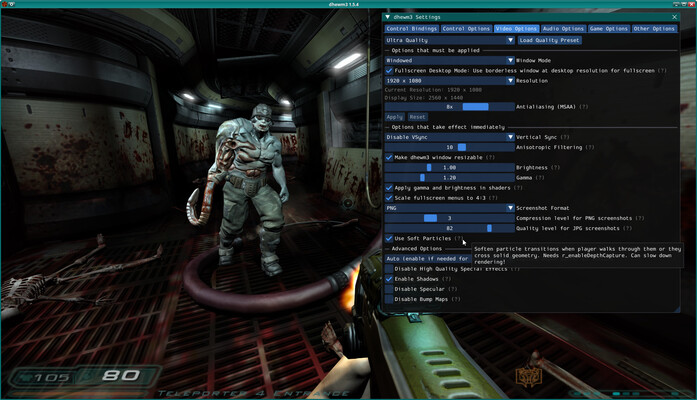 dhewm3 1.5.4
dhewm3 Settings
Control Bindings Control Options Video Options Audio Options Game Options Other Options
Ultra Quality Load Quality Preset
Options that must be applied
Windowed Window Mode
Fullscreen Desktop Mode: Use borderless window at desktop resolution for fullscreen (?)
1920 x 1080 Resolution
Current Resolution: 1920 x 1080
Display Size: 2560 x 1440
8x Antialiasing (MSAA) (?)
Apply Reset
Options that take effect immediately
Disable VSync Vertical Sync (?)
10 Anisotropic Filtering (?)
Make dhewm3 window resizable (?)
1.00 Brightness (?)
1.20 Gamma (?)
Apply gamma and brightness in shaders (?)
Scale fullscreen menus to 4:3 (?)
PNG Screenshot Format
3 Compression level for PNG screenshots (?)
82 Quality level for JPG screenshots (?)
Use Soft Particles (?)
Soften particle transitions when player walks through them or they
cross solid geometry. Needs r_enableDepthCapture. Can slow down
rendering!
Advanced Options
Auto (enable if needed for
Disable High Quality Special Effects (?)
Enable Shadows (?)
Disable Specular (?)
Disable Bump Maps (?)
105 80
TELEPORTER 4 ENTRANCE